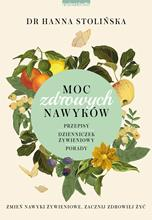 DR HANNA STOLIŃSKA
MOC
zdrowych
NAWYKÓW
PRZEPISY
DZIENNICZEK
ŻYWIENIOWY
PORADY
ZMIEŃ NAWYKI ŻYWIENIOWE, ZACZNIJ ZDROWIEJ ŻYĆ